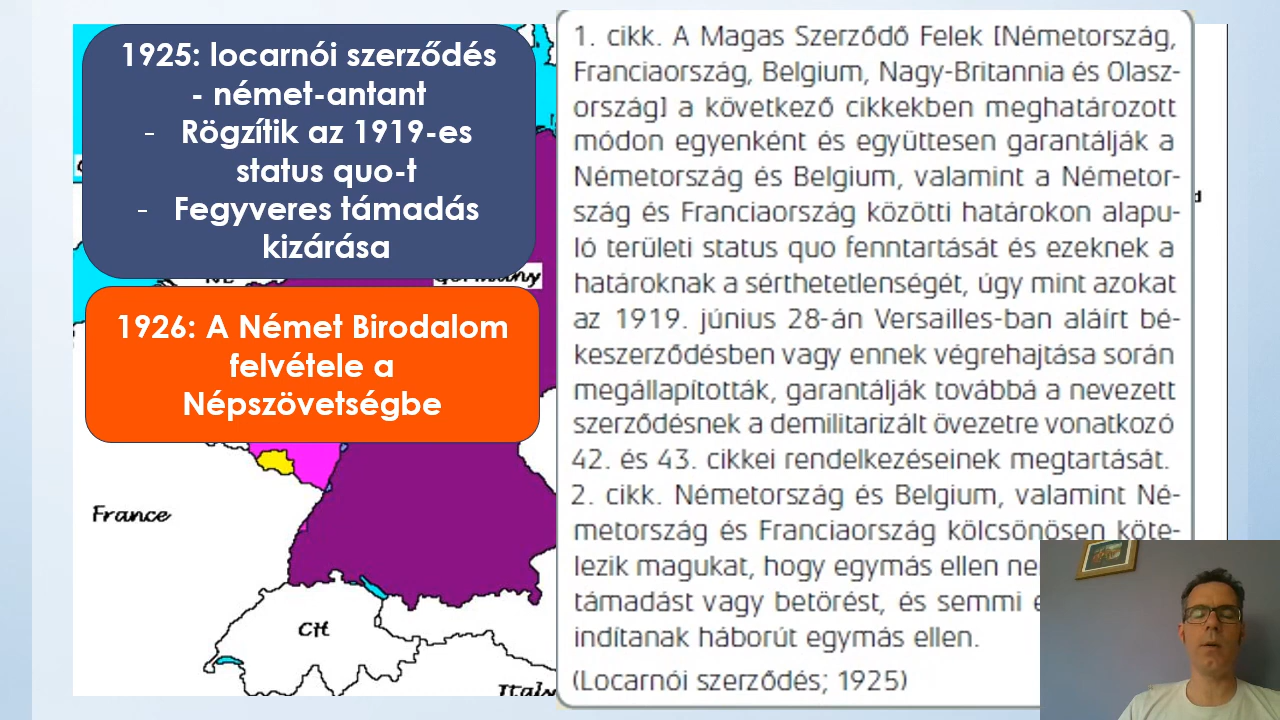 1925: locarnói szerződés
- német-antant
- Rögzítik az 1919-es
status quo-t
- Fegyveres támadás
kizárása
1926: A Német Birodalom
felvétele a
Népszövetségbe
Germany
France
CH
Italy
1. cikk. A Magas Szerződő Felek [Németország,
Franciaország, Belgium, Nagy-Britannia és Olasz-
ország] a következő cikkekben meghatározott
módon egyenként és együttesen garantálják a
Németország és Belgium, valamint a Németor-
szág és Franciaország közötti határokon alapu-
ló területi status quo fenntartását és ezeknek a
határoknak a sérthetetlenségét, úgy mint azokat
az 1919. június 28-án Versailles-ban aláírt bé-
keszerződésben vagy ennek végrehajtása során
megállapították, garantálják továbbá a nevezett
szerződésnek a demilitarizált övezetre vonatkozó
42. és 43. cikkei rendelkezéseinek megtartását.
2. cikk. Németország és Belgium, valamint Né-
metország és Franciaország kölcsönösen köte-
lezik magukat, hogy egymás ellen
támadást vagy betörést, és semmi
indítanak háborút egymás ellen.
(Locarnói szerződés; 1925)